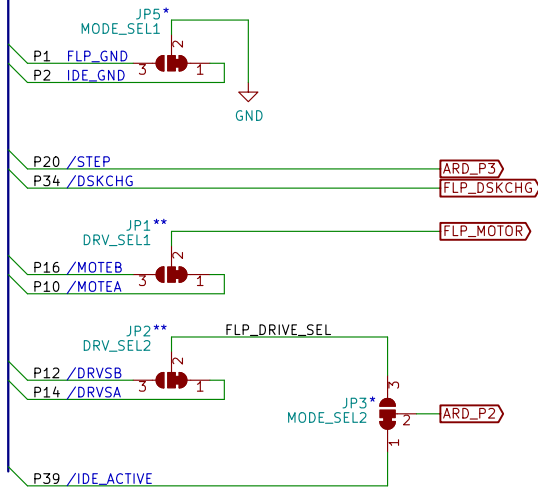 JP5*
MODE_SEL1
2
P1 FLP_GND
3 1
P2 IDE_GND
GND
P20 /STEP
ARD_P3
P34 /DSKCHG
FLP_DSKCHG
JP1**
DRV_SEL1
FLP_MOTOR
2
P16 /MOTEB
3 1
P10 /MOTEA
JP2**
DRV_SEL2
FLP_DRIVE_SEL
2
P12 /DRVSB
3 1
P14 /DRVSA
3
JP3*
MODE_SEL2
2
ARD_P2
1
P39 /IDE_ACTIVE